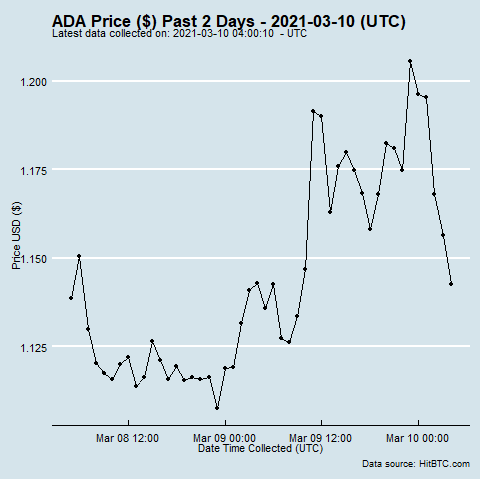 ADA Price ($) Past 2 Days - 2021-03-10 (UTC)
Latest data collected on: 2021-03-10 04:00:10 - UTC
Price USD ($)
1.200
1.175
1.150
1.125
Mar 08 12:00 Mar 09 00:00 Mar 09 12:00 Mar 10 00:00
Date Time Collected (UTC)
Data source: HitBTC.com